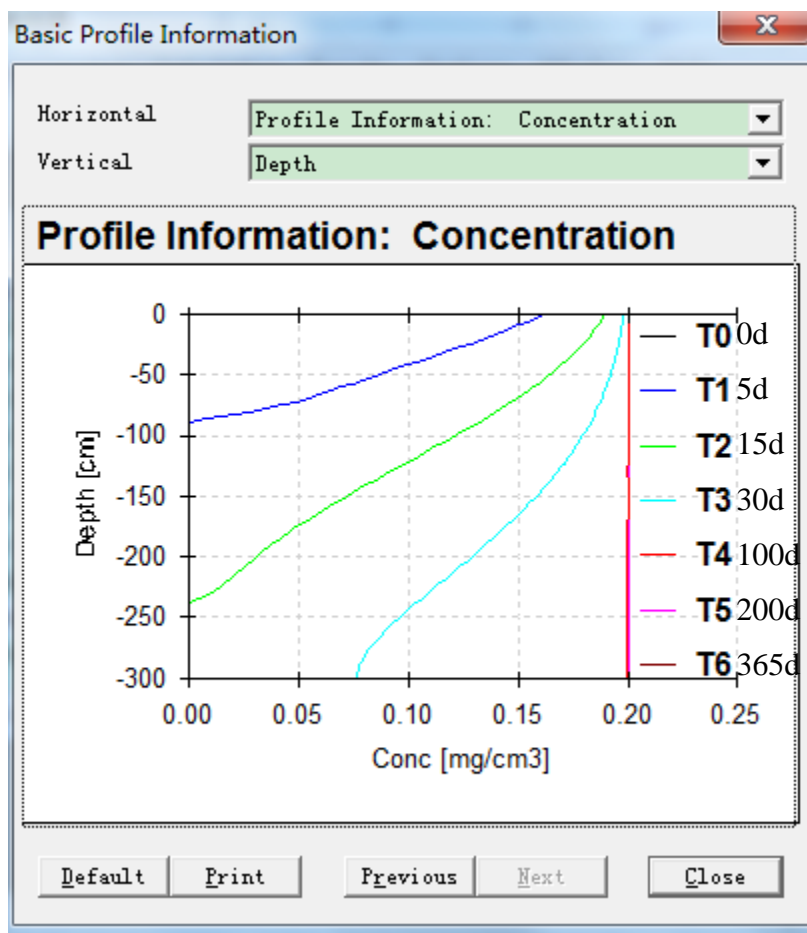 Basic Profile Information
X
Horizontal Profile Information: Concentration
Vertical Depth
Profile Information: Concentration
0
-50
-100
-150
-200
-250
-300
Depth [cm]
0.00 0.05 0.10 0.15 0.20 0.25
Conc [mg/cm3]
T0 0d
T1 5d
T2 15d
T3 30d
T4 100d
T5 200d
T6 365d
Default Print Previous Next Close